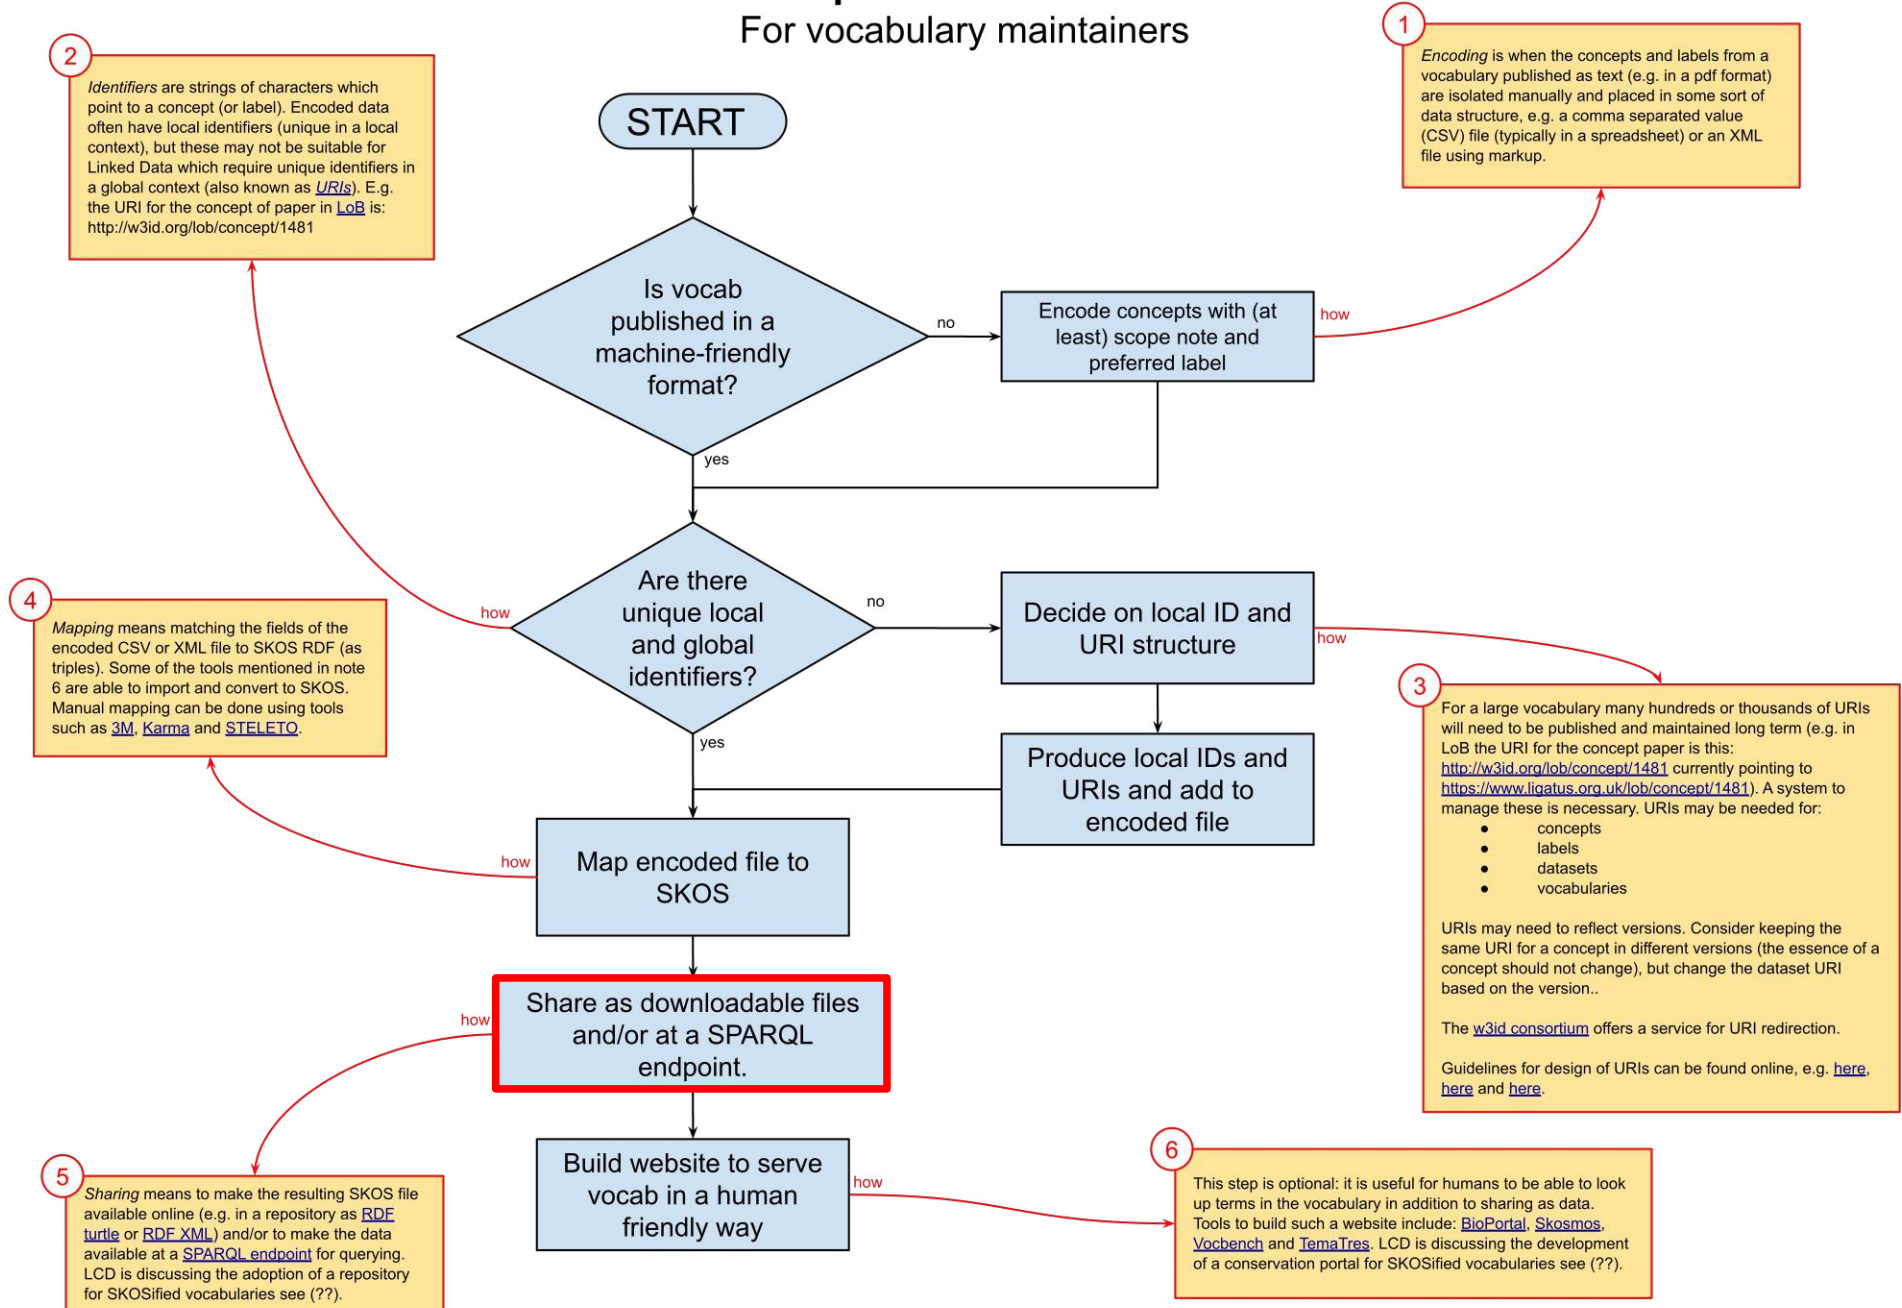 For vocabulary maintainers
1
Encoding is when the concepts and labels from a
vocabulary published as text (e.g. in a pdf format)
are isolated manually and placed in some sort of
data structure, e.g. a comma separated value
(CSV) file (typically in a spreadsheet) or an XML
file using markup.
2
Identifiers are strings of characters which
point to a concept (or label). Encoded data
often have local identifiers (unique in a local
context), but these may not be suitable for
Linked Data which require unique identifiers in
a global context (also known as URIs). E.g.
the URI for the concept of paper in LoB is:
http://w3id.org/lob/concept/1481
START
Is vocab
published in a
machine-friendly
format?
no
Encode concepts with (at
least) scope note and
preferred label
how
yes
Are there
unique local
and global
identifiers?
how
no
Decide on local ID and
URI structure
how
yes
Produce local IDs and
URIs and add to
encoded file
4
Mapping means matching the fields of the
encoded CSV or XML file to SKOS RDF (as
triples). Some of the tools mentioned in note
6 are able to import and convert to SKOS.
Manual mapping can be done using tools
such as 3M, Karma and STELETO.
3
For a large vocabulary many hundreds or thousands of URIs
will need to be published and maintained long term (e.g. in
LoB the URI for the concept paper is this:
http://w3id.org/lob/concept/1481 currently pointing to
https://www.ligatus.org.uk/lob/concept/1481). A system to
manage these is necessary. URIs may be needed for:
● concepts
● labels
● datasets
● vocabularies
URIs may need to reflect versions. Consider keeping the
same URI for a concept in different versions (the essence of a
concept should not change), but change the dataset URI
based on the version..
The w3id consortium offers a service for URI redirection.
Guidelines for design of URIs can be found online, e.g. here,
here and here.
how
Map encoded file to
SKOS
how
Share as downloadable files
and/or at a SPARQL
endpoint.
Build website to serve
vocab in a human
friendly way
how
5
Sharing means to make the resulting SKOS file
available online (e.g. in a repository as RDF
turtle or RDF XML) and/or to make the data
available at a SPARQL endpoint for querying.
LCD is discussing the adoption of a repository
for SKOSified vocabularies see (??).
6
This step is optional: it is useful for humans to be able to look
up terms in the vocabulary in addition to sharing as data.
Tools to build such a website include: BioPortal, Skosmos,
Vocbench and TemaTres. LCD is discussing the development
of a conservation portal for SKOSified vocabularies see (??).